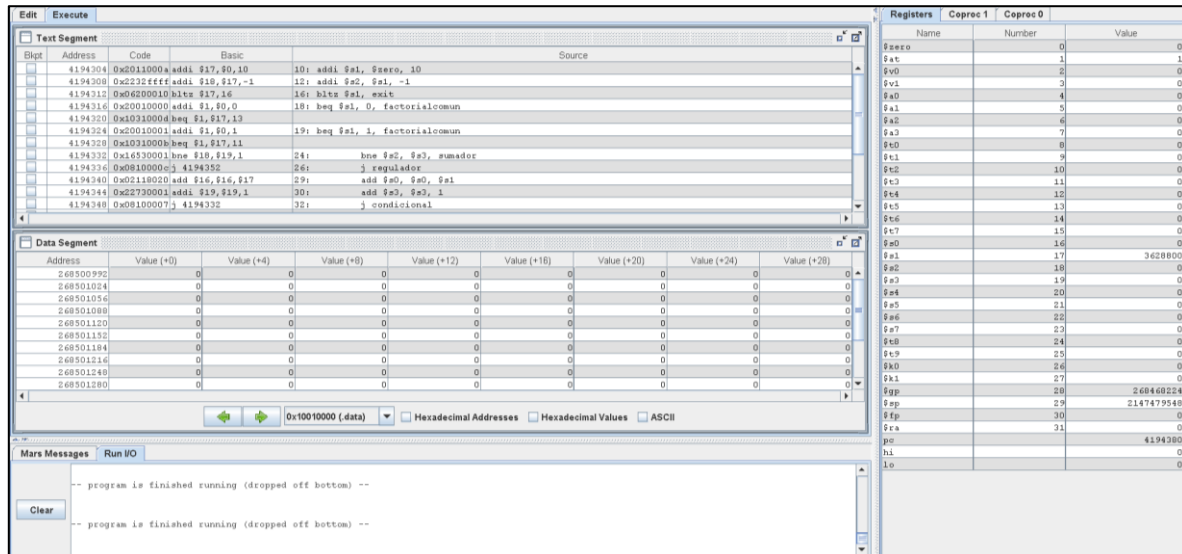 Edit Execute
Text Segment
Bkpt Address Code Basic Source
4194304 0x2011000a addi $17,$0,10 10: addi $s1, $zero, 10
4194308 0x2232ffff addi $18,$17,-1 12: addi $s2, $s1, -1
4194312 0x06200010 bltz $17,16 16: bltz $s1, exit
4194316 0x20010000 addi $1,$0,0 18: beq $s1, 0, factorialcomun
4194320 0x1031000d beq $1,$17,13
4194324 0x20010001 addi $1,$0,1 19: beq $s1, 1, factorialcomun
4194328 0x1031000b beq $1,$17,11
4194332 0x16530001 bne $18,$19,1 24: bne $s2, $s3, sumador
4194336 0x0810000c j 4194352 26: j regulador
4194340 0x02118020 add $16,$16,$17 29: add $s0, $s0, $s1
4194344 0x22730001 addi $19,$19,1 30: add $s3, $s3, 1
4194348 0x08100007 j 4194332 32: j condicional
Data Segment
Address Value (+0) Value (+4) Value (+8) Value (+12) Value (+16) Value (+20) Value (+24) Value (+28)
268500992 0 0 0 0 0 0 0 0
268501024 0 0 0 0 0 0 0 0
268501056 0 0 0 0 0 0 0 0
268501088 0 0 0 0 0 0 0 0
268501120 0 0 0 0 0 0 0 0
268501152 0 0 0 0 0 0 0 0
268501184 0 0 0 0 0 0 0 0
268501216 0 0 0 0 0 0 0 0
268501248 0 0 0 0 0 0 0 0
268501280 0 0 0 0 0 0 0 0
0x10010000 (.data) Hexadecimal Addresses Hexadecimal Values ASCII
Mars Messages Run I/O
-- program is finished running (dropped off bottom) --
Clear
-- program is finished running (dropped off bottom) --
Registers Coproc 1 Coproc 0
Name Number Value
$zero 0 0
$at 1 1
$v0 2 0
$v1 3 0
$a0 4 0
$a1 5 0
$a2 6 0
$a3 7 0
$t0 8 0
$t1 9 0
$t2 10 0
$t3 11 0
$t4 12 0
$t5 13 0
$t6 14 0
$t7 15 0
$s0 16 0
$s1 17 3628800
$s2 18 0
$s3 19 0
$s4 20 0
$s5 21 0
$s6 22 0
$s7 23 0
$t8 24 0
$t9 25 0
$k0 26 0
$k1 27 0
$gp 28 268468224
$sp 29 2147479548
$fp 30 0
$ra 31 0
pc 4194380
hi 0
lo 0